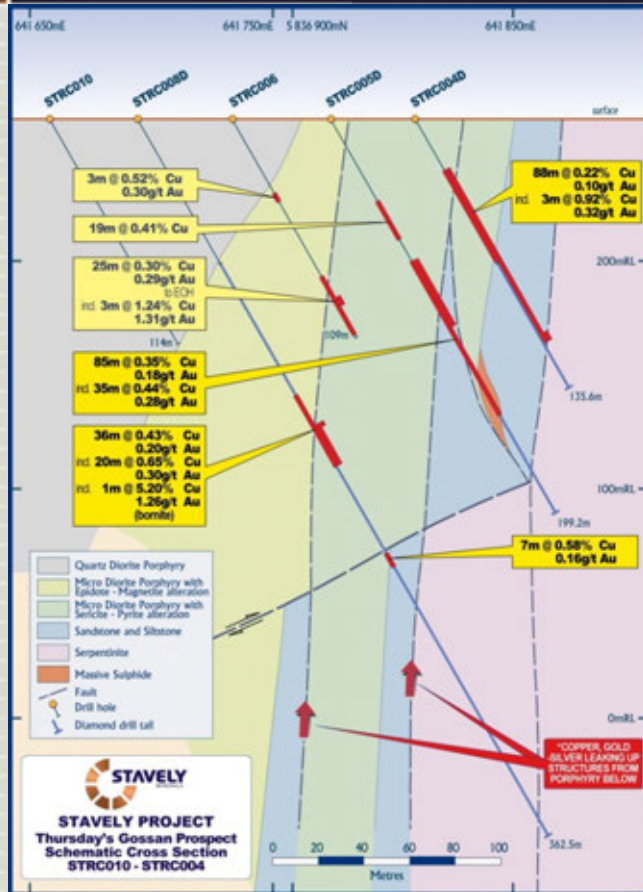 641 650mE 641 750mE 5 836 900mN 641 850mE
STRC010 STRC008D STRC006 STRC005D STRC004D
surface
3m @ 0.52% Cu
0.30g/t Au
19m @ 0.41% Cu
25m @ 0.30% Cu
0.29g/t Au
to EOH
incl. 3m @ 1.24% Cu
1.31g/t Au
88m @ 0.22% Cu
0.10g/t Au
incl. 3m @ 0.92% Cu
0.32g/t Au
200mRL
114m
109m
85m @ 0.35% Cu
0.18g/t Au
incl. 35m @ 0.44% Cu
0.28g/t Au
135.6m
36m @ 0.43% Cu
0.20g/t Au
incl. 20m @ 0.65% Cu
0.30g/t Au
incl. 1m @ 5.20% Cu
1.26g/t Au
(bornite)
100mRL
199.2m
7m @ 0.58% Cu
0.16g/t Au
Quartz Diorite Porphyry
Micro Diorite Porphyry with
Epidote - Magnetite alteration
Micro Diorite Porphyry with
Sericite - Pyrite alteration
Sandstone and Siltstone
Serpentinite
Massive Sulphide
Fault
Drill hole
Diamond drill tail
0mRL
"COPPER, GOLD
-SILVER LEAKING UP
STRUCTURES FROM
PORPHYRY BELOW
STAVELY
MINERALS
STAVELY PROJECT
Thursday's Gossan Prospect
Schematic Cross Section
STRC010 - STRC004
0 20 40 60 80 100
Metres
362.5m